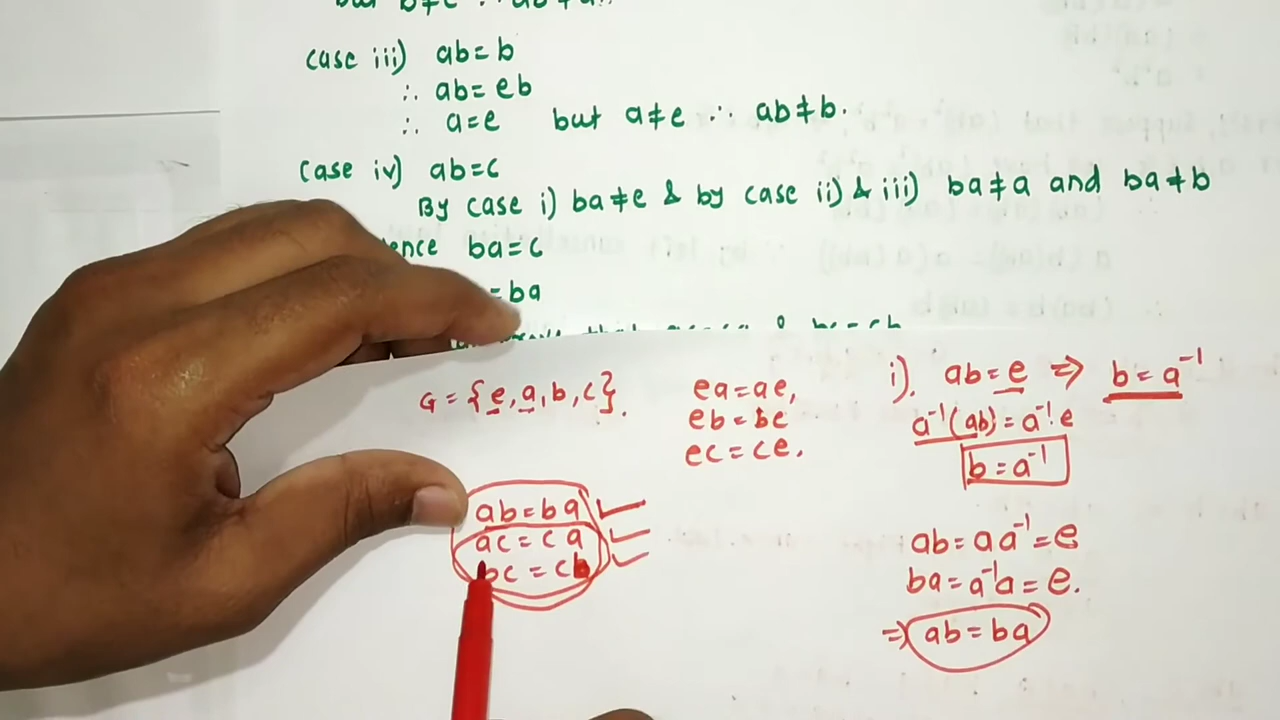 but b≠c ∴ ab≠a.
case iii) ab=b
∴ ab=eb
∴ a=e but a≠e ∴ ab≠b.
case iv) ab=c
By case i) ba≠e & by case ii) & iii) ba≠a and ba≠b
ence ba=c
=ba
G={e,a,b,c}.
ea=ae,
eb=be
ec=ce.
ab=ba
ac=ca
bc=cb
i). ab=e ⇒ b=a⁻¹
a⁻¹(ab)=a⁻¹.e
b=a⁻¹
ab=aa⁻¹=e
ba=a⁻¹a=e.
⇒ ab=ba